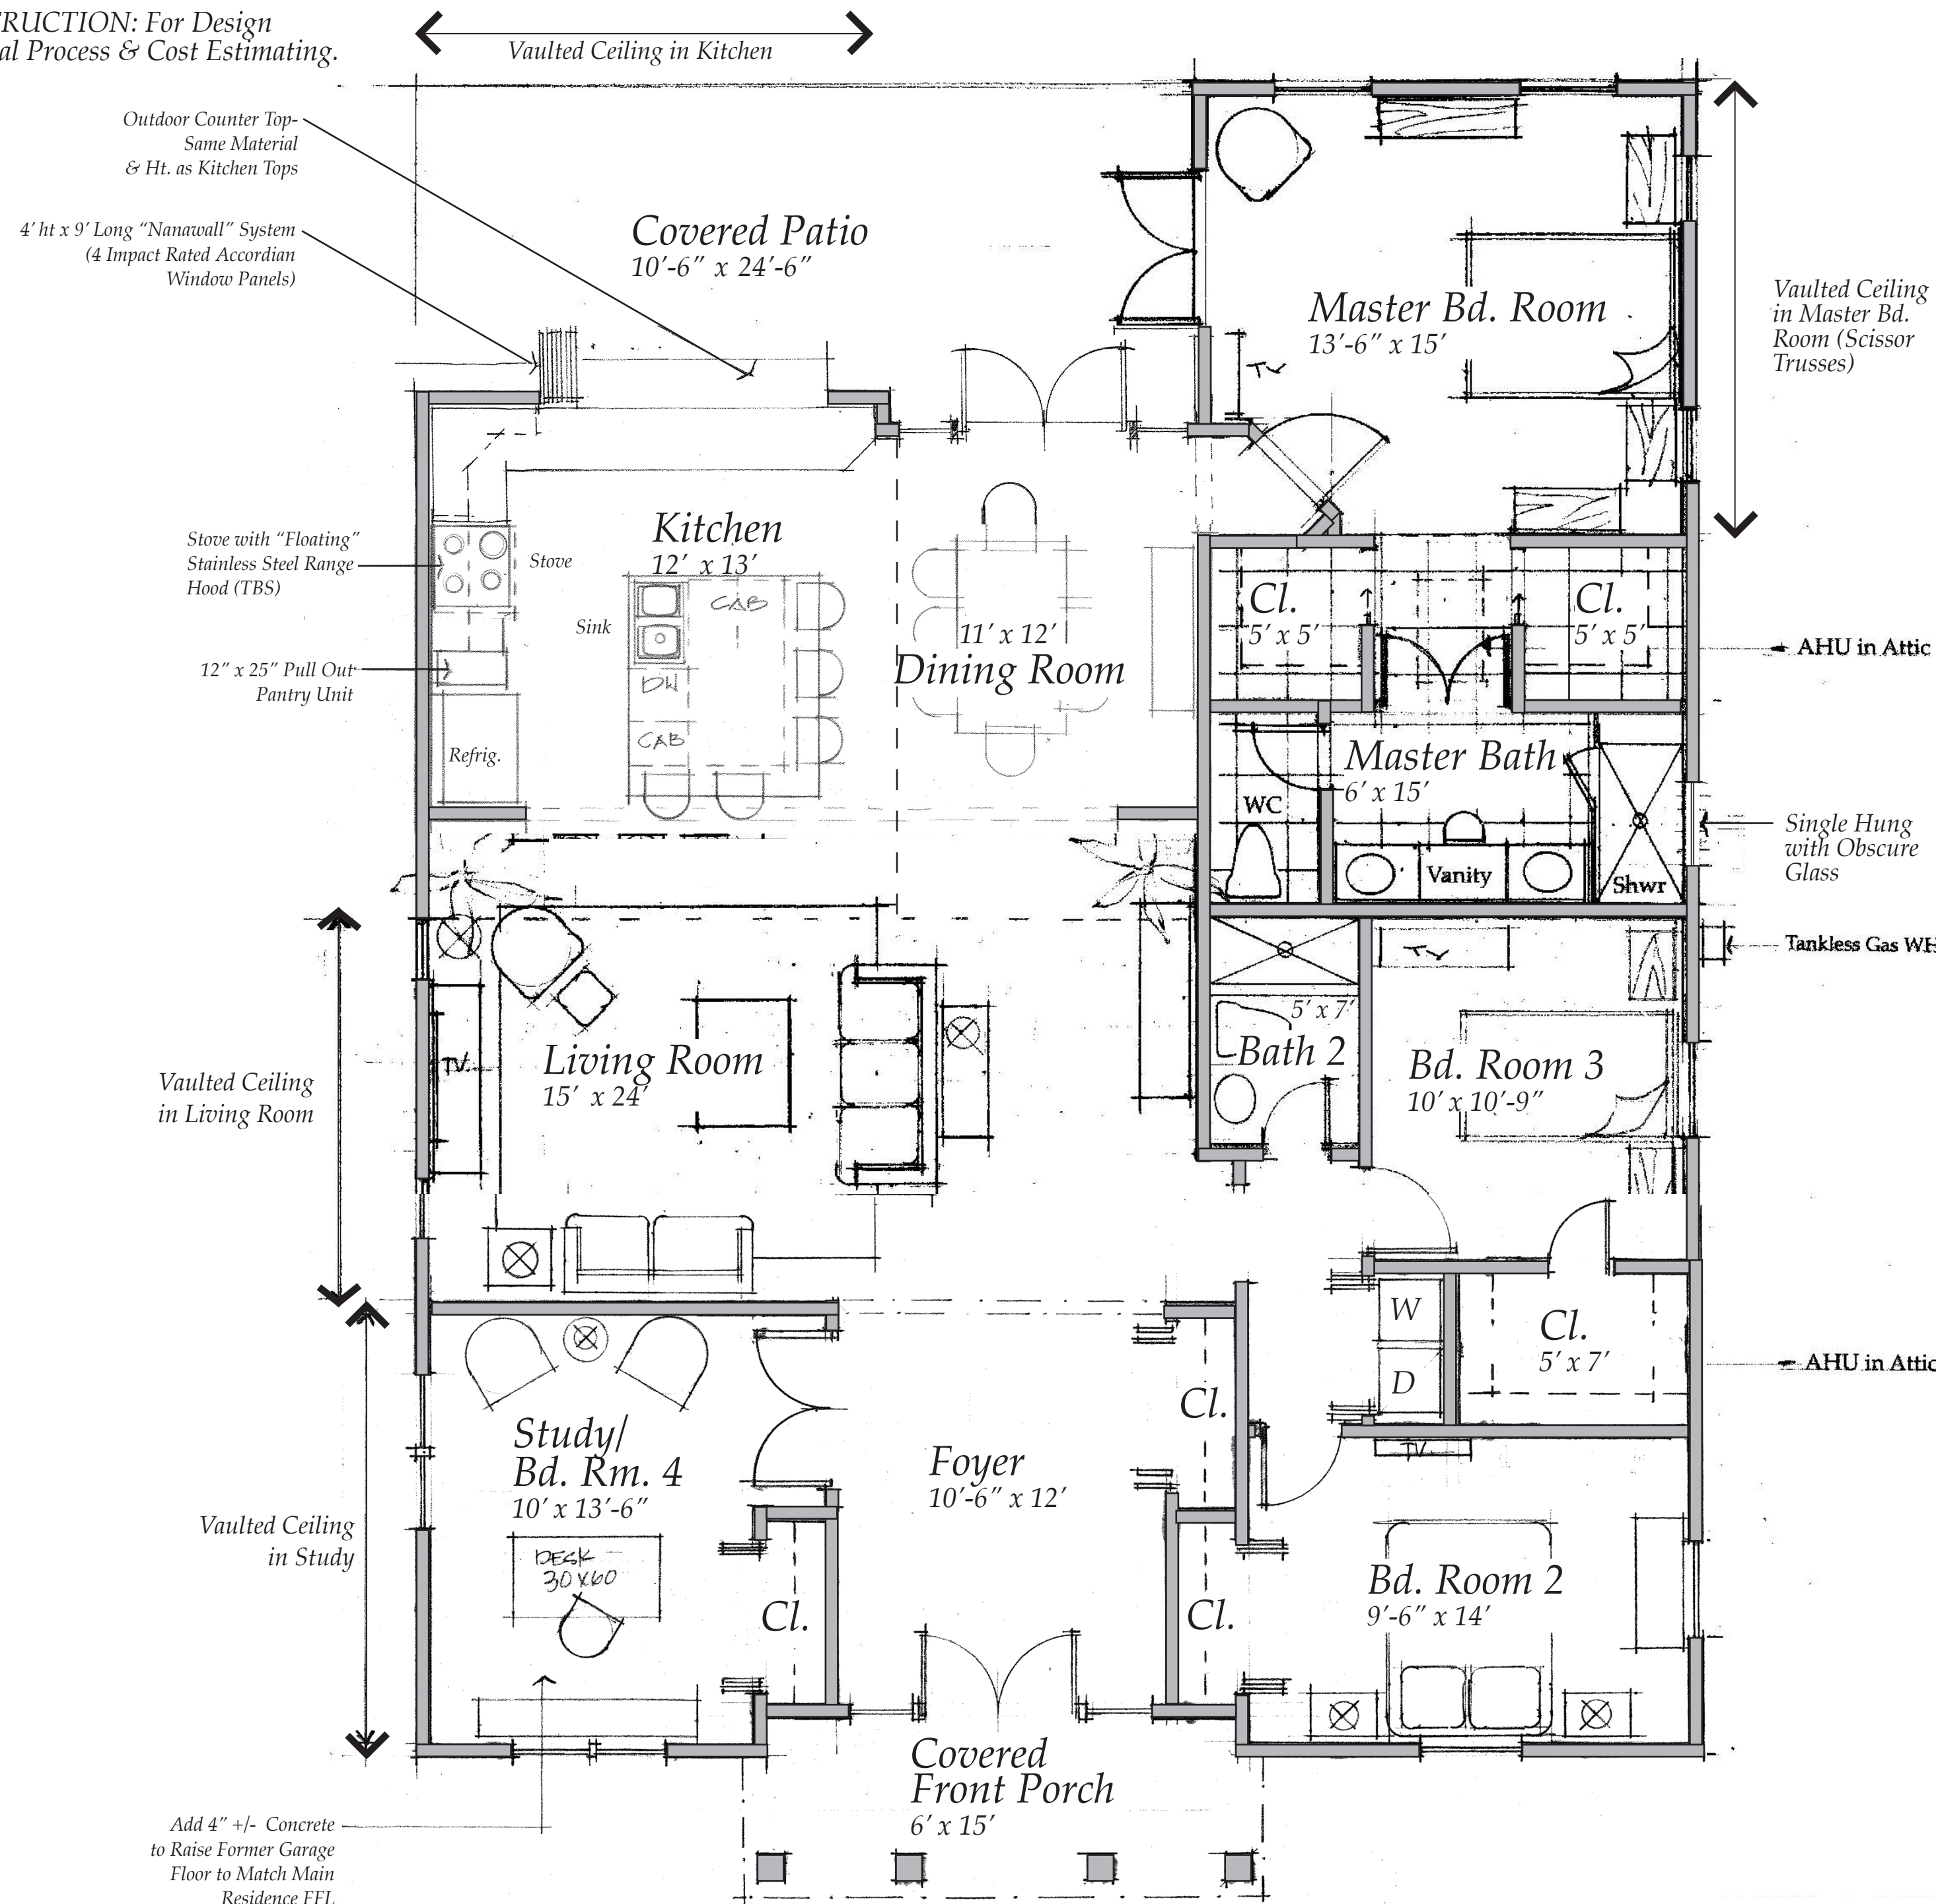 RUCTION: For Design
al Process & Cost Estimating.
Vaulted Ceiling in Kitchen
Outdoor Counter Top-
Same Material
& Ht. as Kitchen Tops
4' ht x 9' Long "Nanawall" System
(4 Impact Rated Accordian
Window Panels)
Covered Patio
10'-6" x 24'-6"
Master Bd. Room
13'-6" x 15'
TV
Vaulted Ceiling
in Master Bd.
Room (Scissor
Trusses)
Stove with "Floating"
Stainless Steel Range
Hood (TBS)
Stove
Kitchen
12' x 13'
CAB
Sink
DW
CAB
12" x 25" Pull Out
Pantry Unit
Refrig.
11' x 12'
Dining Room
Cl.
5' x 5'
Cl.
5' x 5'
AHU in Attic
Master Bath
6' x 15'
WC
Vanity
Shwr
Single Hung
with Obscure
Glass
Tankless Gas WH
Vaulted Ceiling
in Living Room
TV
Living Room
15' x 24'
5' x 7'
Bath 2
TV
Bd. Room 3
10' x 10'-9"
W
D
Cl.
5' x 7'
AHU in Attic
Cl.
Study/
Bd. Rm. 4
10' x 13'-6"
Foyer
10'-6" x 12'
Vaulted Ceiling
in Study
DESK
30X60
Cl.
Cl.
TV
Bd. Room 2
9'-6" x 14'
Covered
Front Porch
6' x 15'
Add 4" +/- Concrete
to Raise Former Garage
Floor to Match Main
Residence FFL